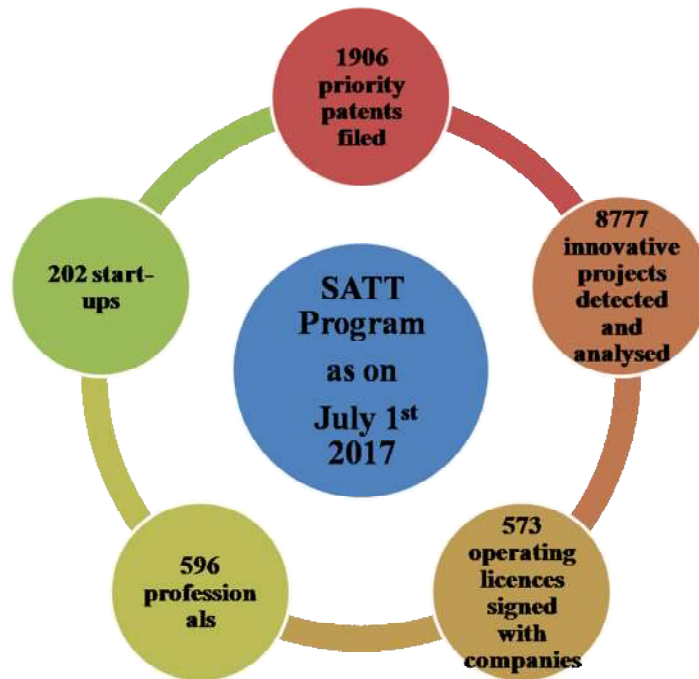 1906
priority
patents
filed
8777
innovative
projects
detected
and
analysed
202 start-
ups
SATT
Program
as on
July 1st
2017
573
operating
licences
signed
with
companies
596
profession
als